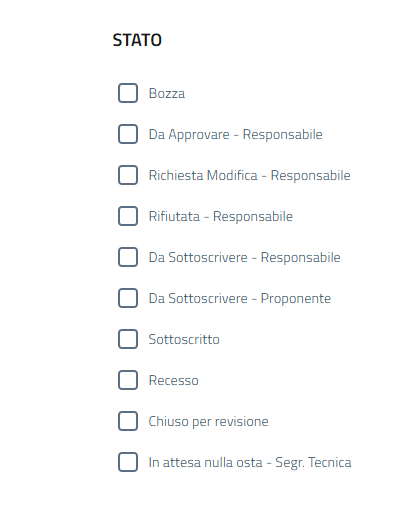 STATO
Bozza
Da Approvare - Responsabile
Richiesta Modifica - Responsabile
Rifiutata - Responsabile
Da Sottoscrivere - Responsabile
Da Sottoscrivere - Proponente
Sottoscritto
Recesso
Chiuso per revisione
In attesa nulla osta - Segr. Tecnica